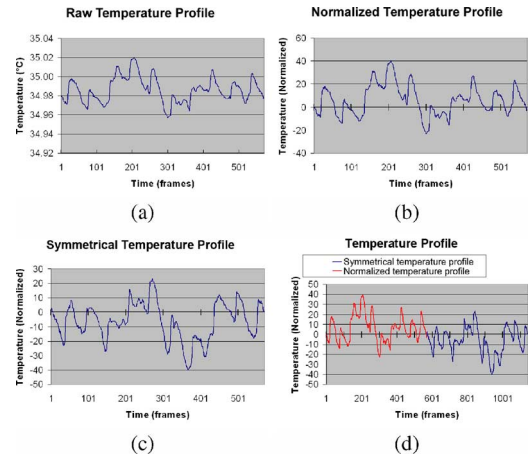 Raw Temperature Profile
Temperature (°C)
35.04
35.02
35.00
34.98
34.96
34.94
34.92
1 101 201 301 401 501
Time (frames)
(a)
Normalized Temperature Profile
Temperature (Normalized)
60
40
20
0
-20
-40
1 101 201 301 401 501
Time (frames)
(b)
Symmetrical Temperature Profile
Temperature (Normalized)
30
20
10
0
-10
-20
-30
-40
-50
1 101 201 301 401 501
Time (frames)
(c)
Temperature Profile
Symmetrical temperature profile
Normalized temperature profile
Temperature (Normalized)
50
40
30
20
10
0
-10
-20
-30
-40
-50
1 201 401 601 801 1001
Time (frames)
(d)